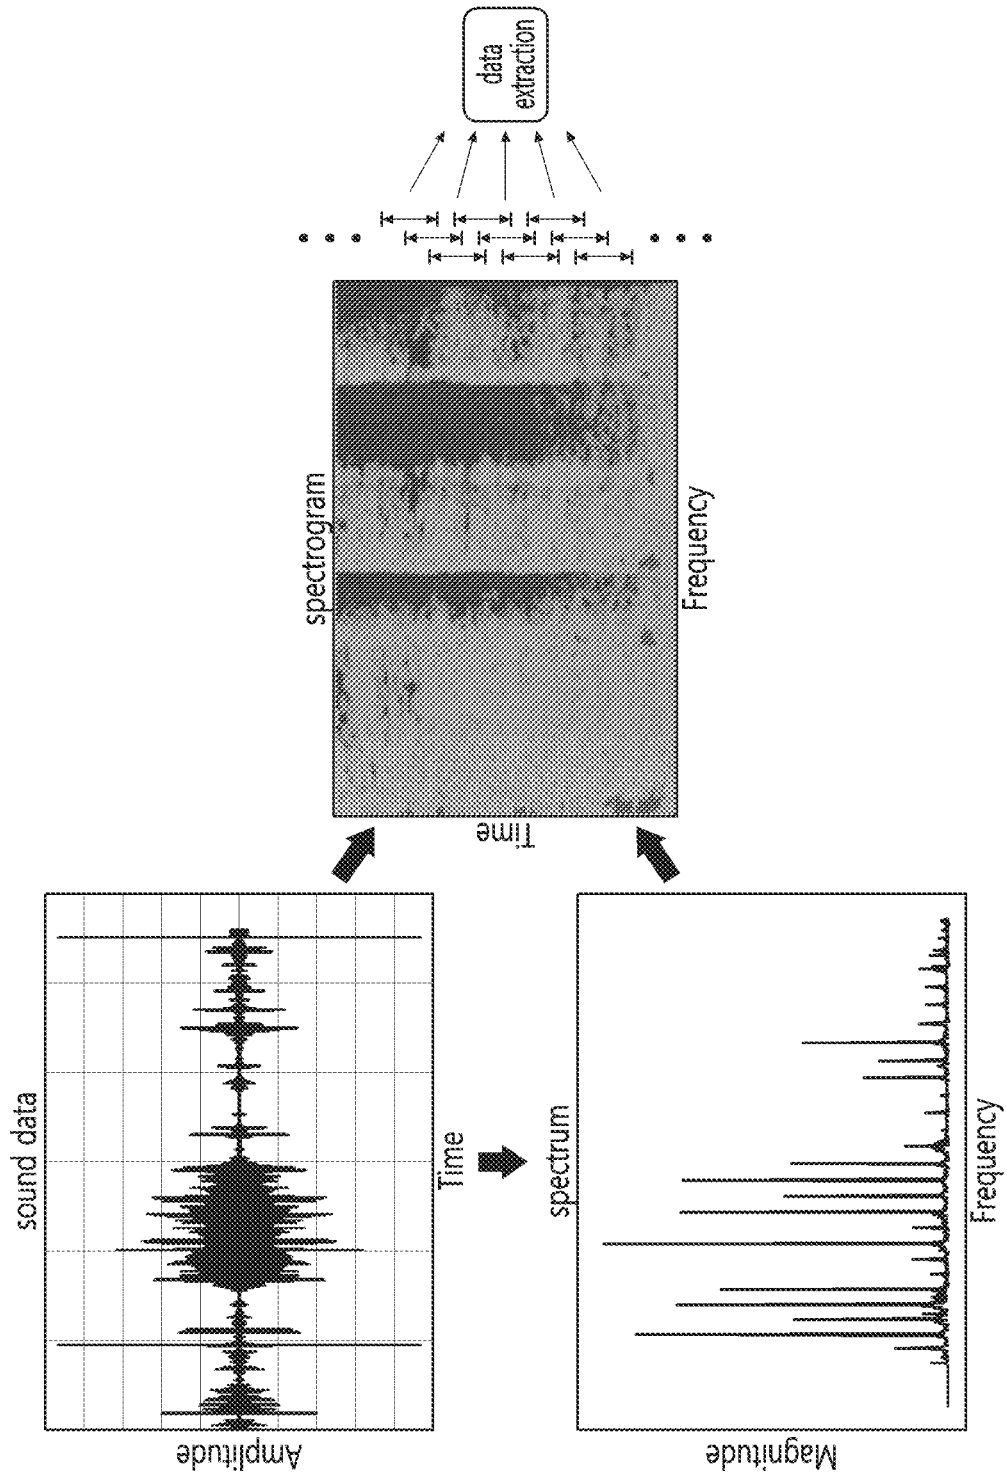 sound data
Amplitude
Time
spectrum
Magnitude
Frequency
spectrogram
Time
Frequency
data
extraction